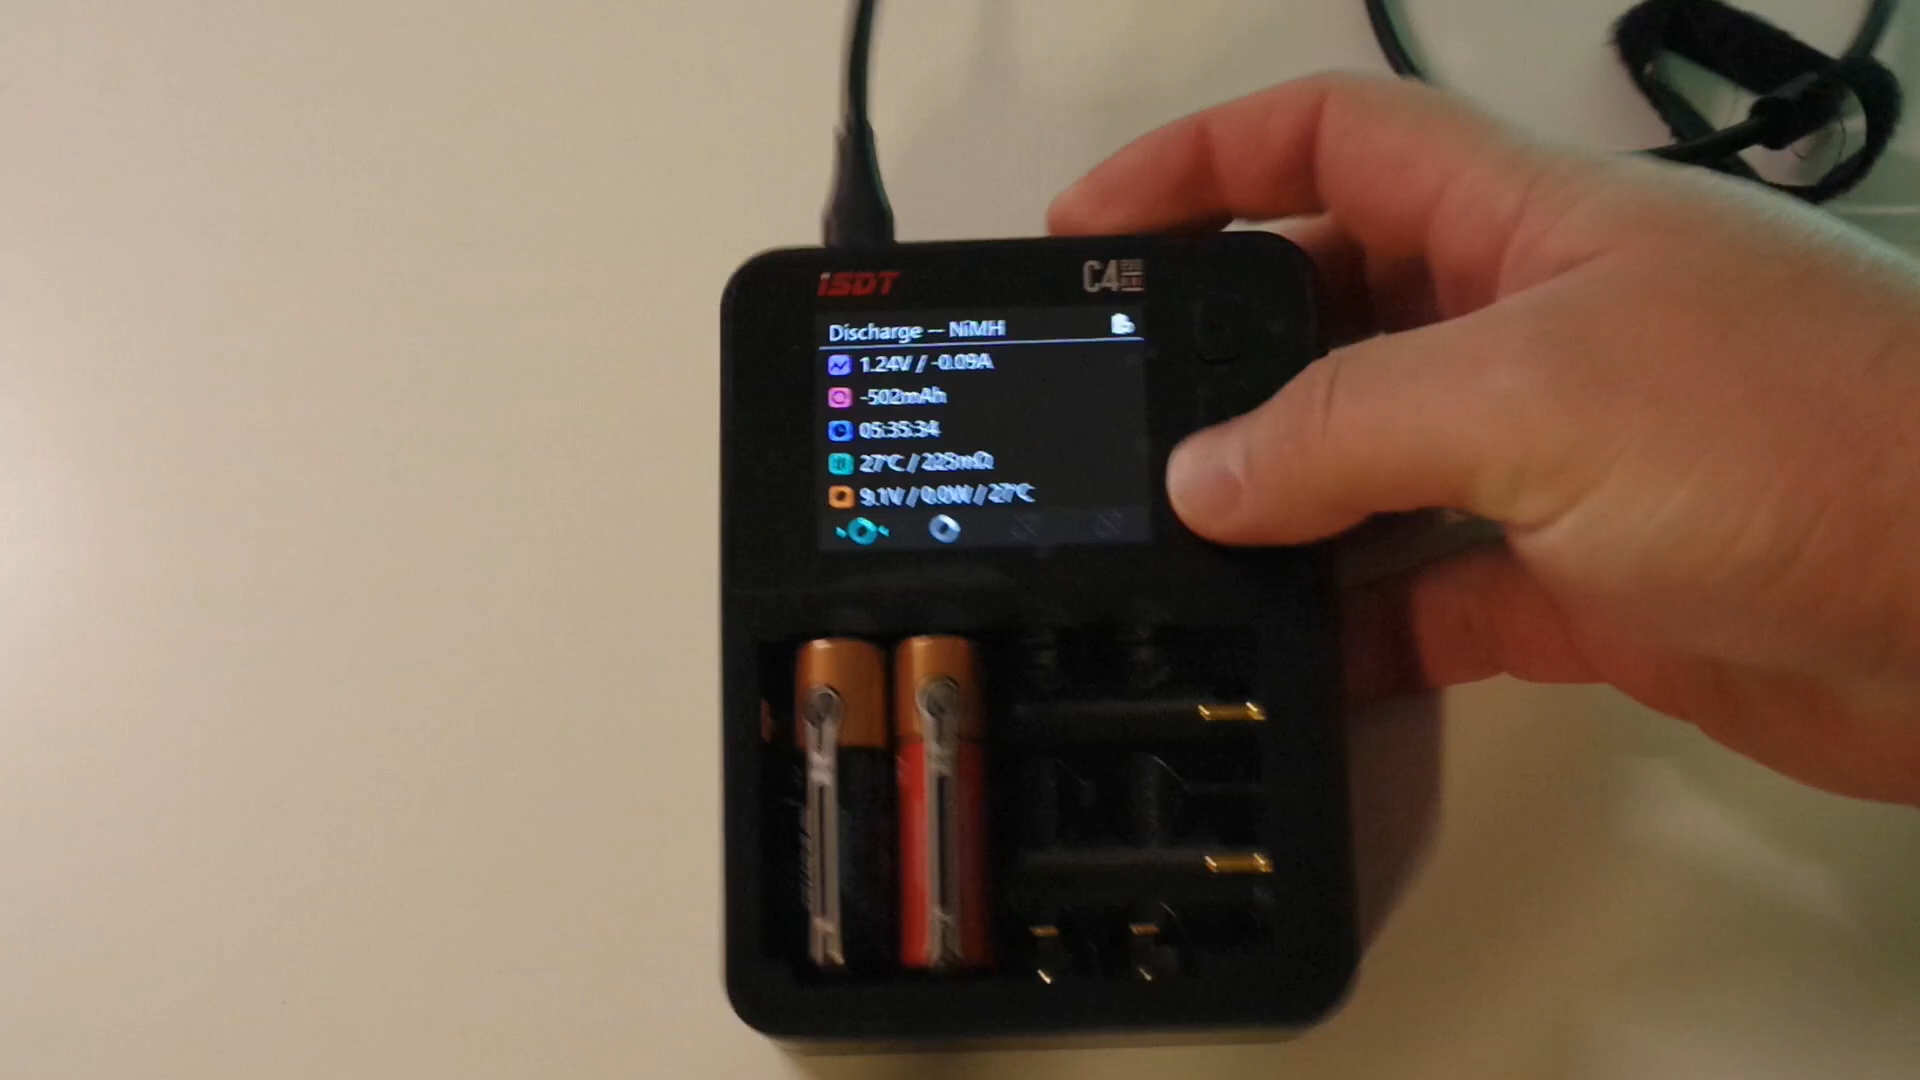 iSDT
C4 EVO
Discharge -- NiMH
1.24V / -0.09A
-502mAh
05:35:34
27°C / 225mΩ
9.1V / 0.0W / 27°C